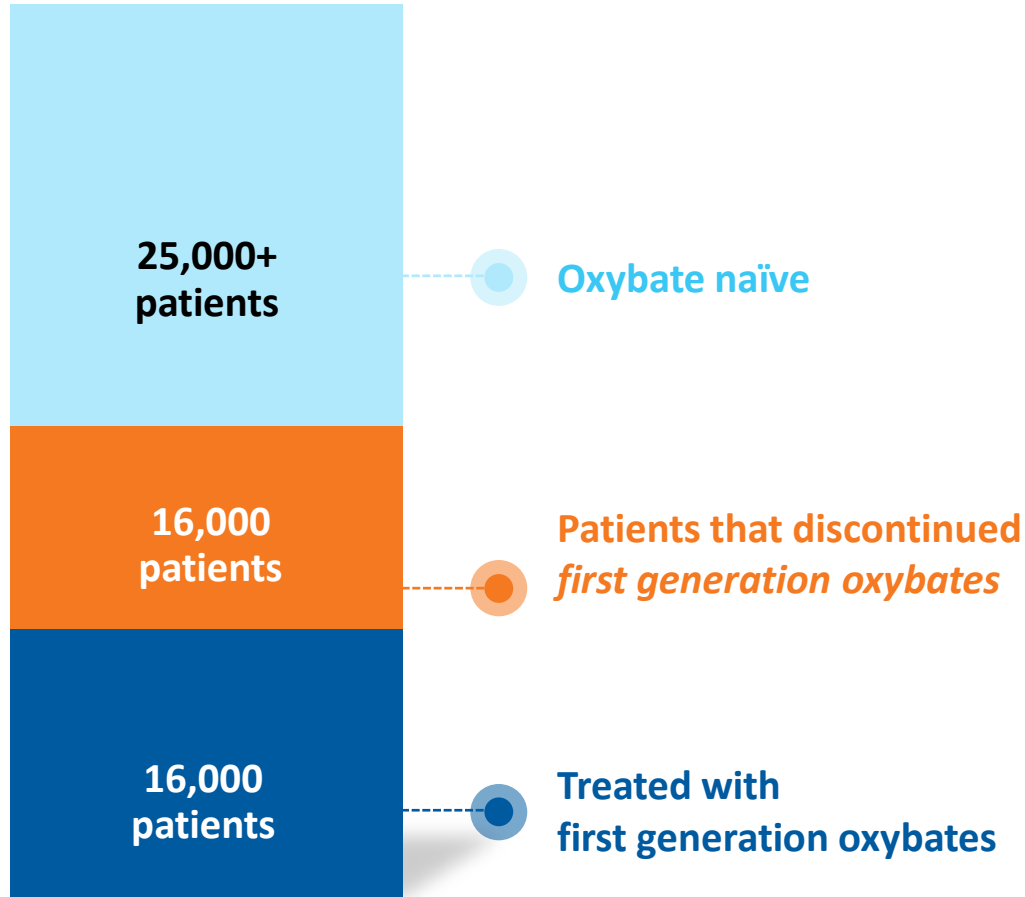 25,000+
patients
Oxybate naïve
16,000
patients
Patients that discontinued
first generation oxybates
16,000
patients
Treated with
first generation oxybates